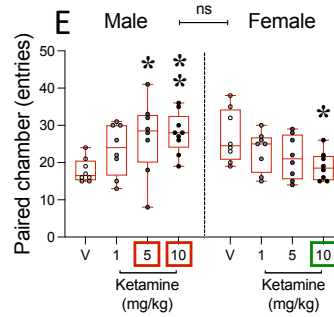 E Male ns Female
Paired chamber (entries)
50
40
30
20
10
0
* ** *
V 1 5 10 V 1 5 10
Ketamine Ketamine
(mg/kg) (mg/kg)